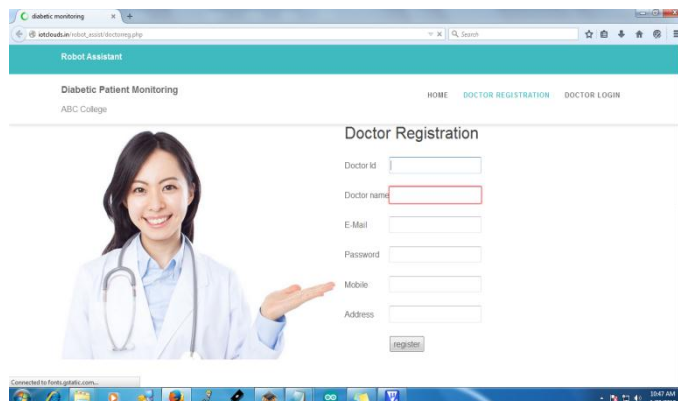 diabetic monitoring x +
iotclouds.in/robot_assist/doctorreg.php
Search
Robot Assistant
Diabetic Patient Monitoring
ABC College
HOME DOCTOR REGISTRATION DOCTOR LOGIN
Doctor Registration
Doctor Id
Doctor name
E-Mail
Password
Mobile
Address
register
Connected to fonts.gstatic.com...
10:47 AM